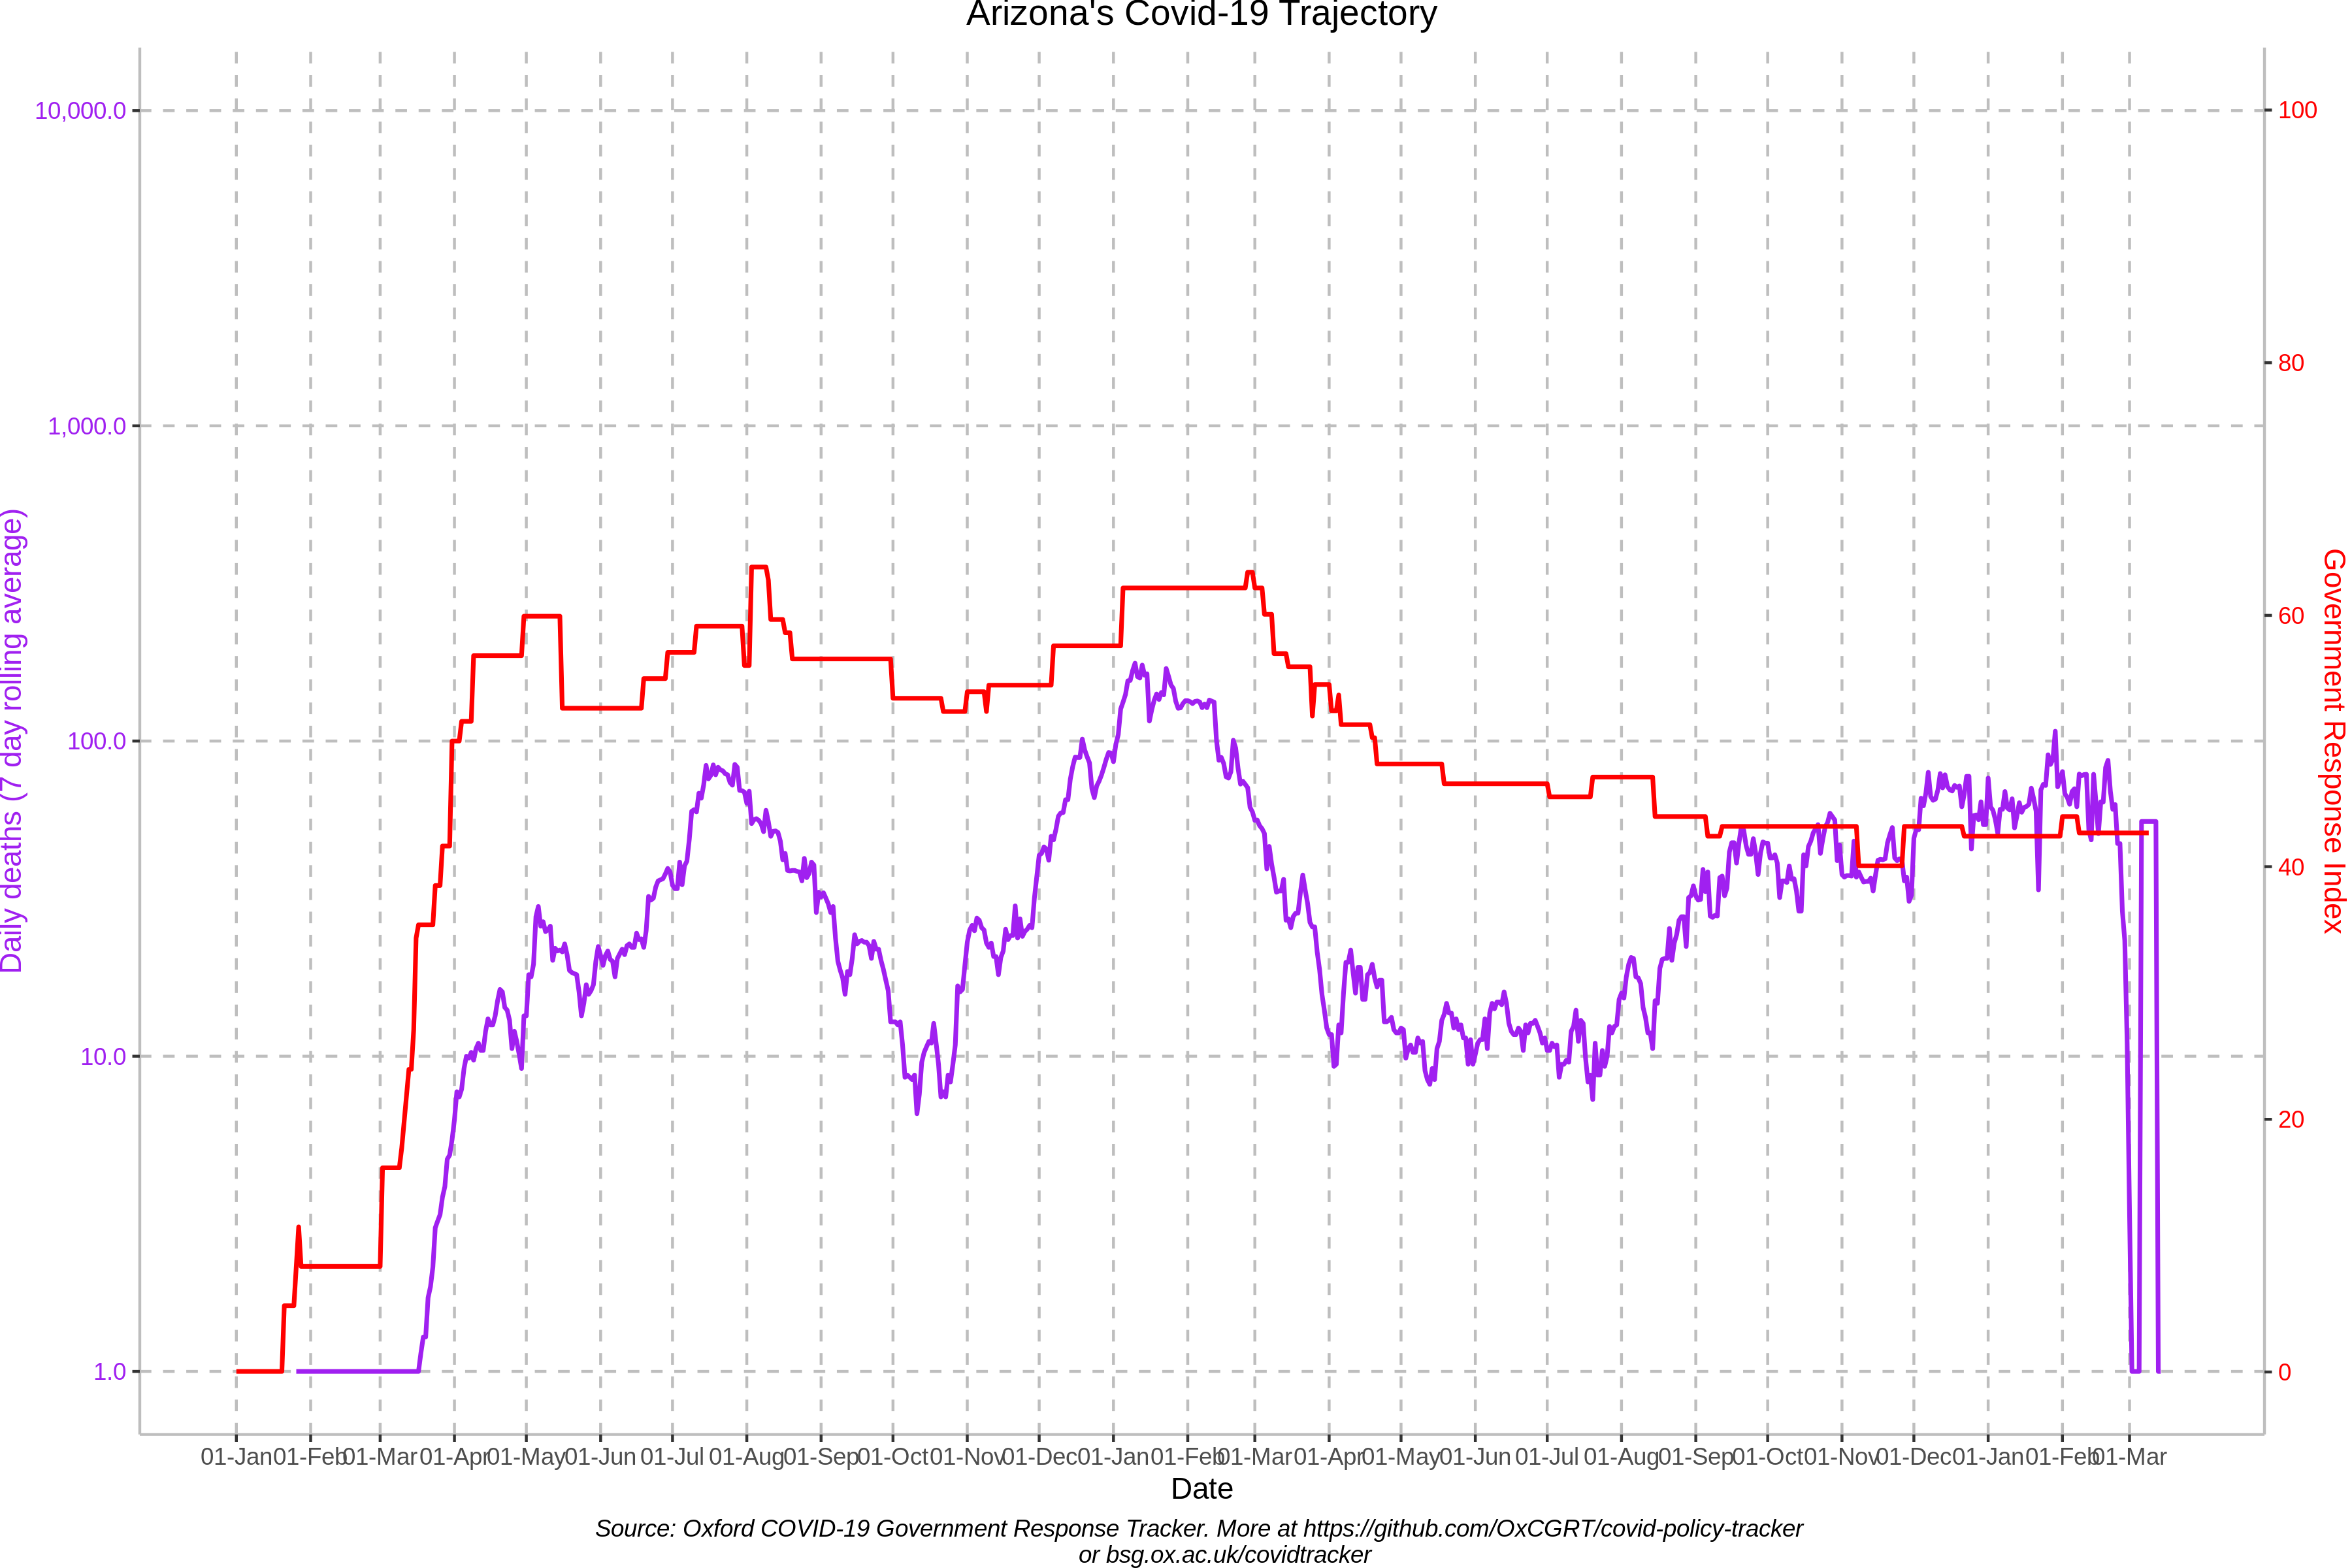 Arizona's Covid-19 Trajectory
Daily deaths (7 day rolling average)
10,000.0
1,000.0
100.0
10.0
1.0
Government Response Index
100
80
60
40
20
0
01-Jan 01-Feb 01-Mar 01-Apr 01-May 01-Jun 01-Jul 01-Aug 01-Sep 01-Oct 01-Nov 01-Dec 01-Jan 01-Feb 01-Mar 01-Apr 01-May 01-Jun 01-Jul 01-Aug 01-Sep 01-Oct 01-Nov 01-Dec 01-Jan 01-Feb 01-Mar
Date
Source: Oxford COVID-19 Government Response Tracker. More at https://github.com/OxCGRT/covid-policy-tracker
or bsg.ox.ac.uk/covidtracker